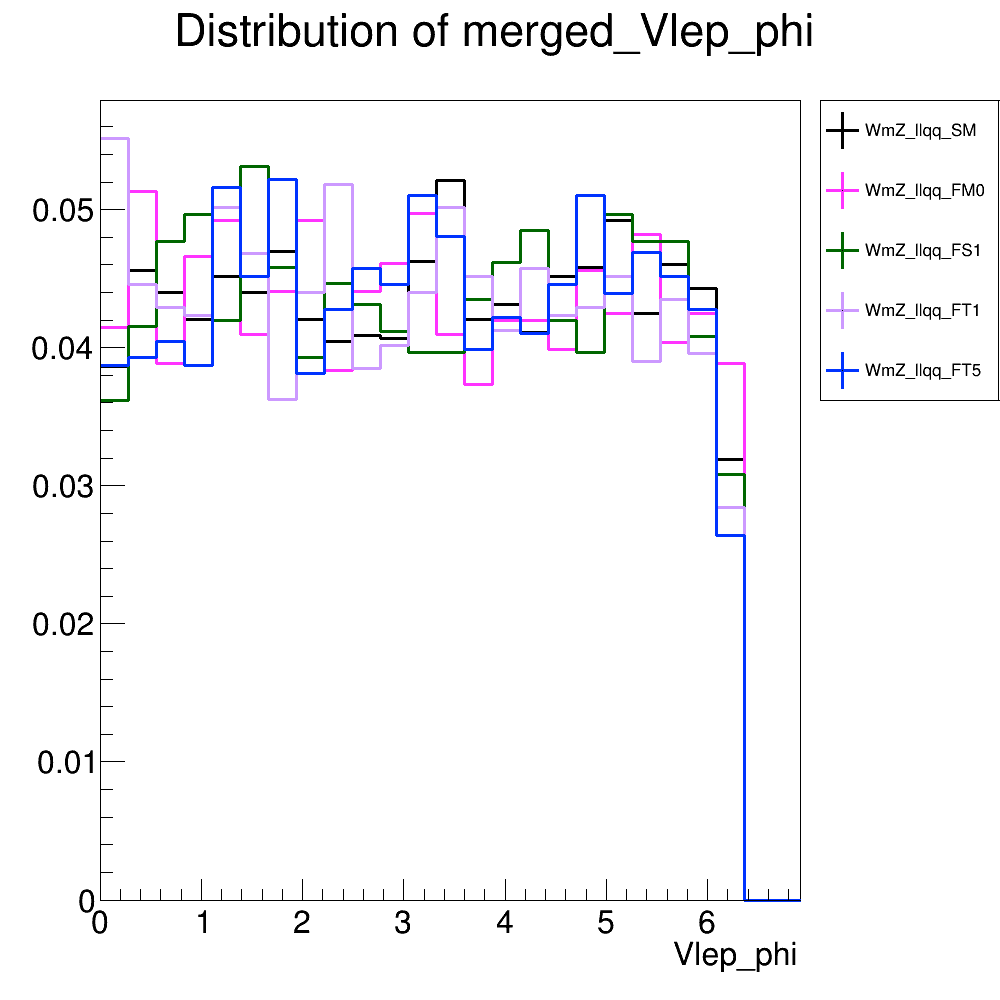 Distribution of merged_Vlep_phi
WmZ_llqq_SM
WmZ_llqq_FM0
WmZ_llqq_FS1
WmZ_llqq_FT1
WmZ_llqq_FT5
0.05
0.04
0.03
0.02
0.01
0
0 1 2 3 4 5 6
Vlep_phi